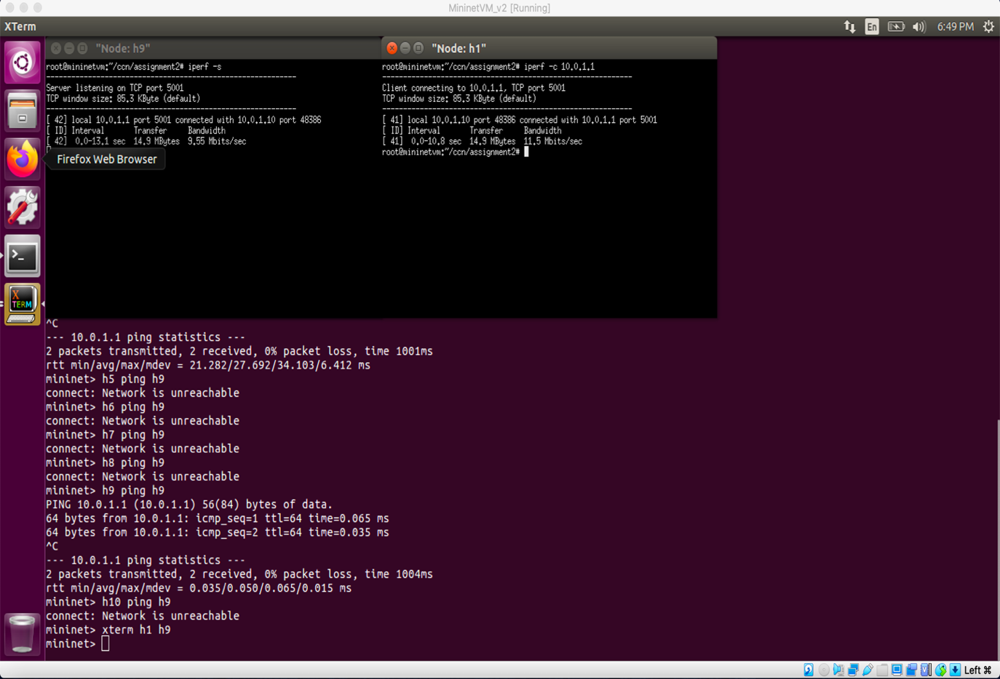 MininetVM_v2 [Running]
XTerm
En
6:49 PM
"Node: h9"
root@mininetvm:~/ccn/assignment2# iperf -s
------------------------------------------------------------
Server listening on TCP port 5001
TCP window size: 85.3 KByte (default)
------------------------------------------------------------
[ 42] local 10.0.1.1 port 5001 connected with 10.0.1.10 port 48386
[ ID] Interval Transfer Bandwidth
[ 42] 0.0-13.1 sec 14.9 MBytes 9.55 Mbits/sec
Firefox Web Browser
"Node: h1"
root@mininetvm:~/ccn/assignment2# iperf -c 10.0.1.1
------------------------------------------------------------
Client connecting to 10.0.1.1, TCP port 5001
TCP window size: 85.3 KByte (default)
------------------------------------------------------------
[ 41] local 10.0.1.10 port 48386 connected with 10.0.1.1 port 5001
[ ID] Interval Transfer Bandwidth
[ 41] 0.0-10.8 sec 14.9 MBytes 11.5 Mbits/sec
root@mininetvm:~/ccn/assignment2#
>_
X
TERM
^C
--- 10.0.1.1 ping statistics ---
2 packets transmitted, 2 received, 0% packet loss, time 1001ms
rtt min/avg/max/mdev = 21.282/27.692/34.103/6.412 ms
mininet> h5 ping h9
connect: Network is unreachable
mininet> h6 ping h9
connect: Network is unreachable
mininet> h7 ping h9
connect: Network is unreachable
mininet> h8 ping h9
connect: Network is unreachable
mininet> h9 ping h9
PING 10.0.1.1 (10.0.1.1) 56(84) bytes of data.
64 bytes from 10.0.1.1: icmp_seq=1 ttl=64 time=0.065 ms
64 bytes from 10.0.1.1: icmp_seq=2 ttl=64 time=0.035 ms
^C
--- 10.0.1.1 ping statistics ---
2 packets transmitted, 2 received, 0% packet loss, time 1004ms
rtt min/avg/max/mdev = 0.035/0.050/0.065/0.015 ms
mininet> h10 ping h9
connect: Network is unreachable
mininet> xterm h1 h9
mininet>
Left ⌘